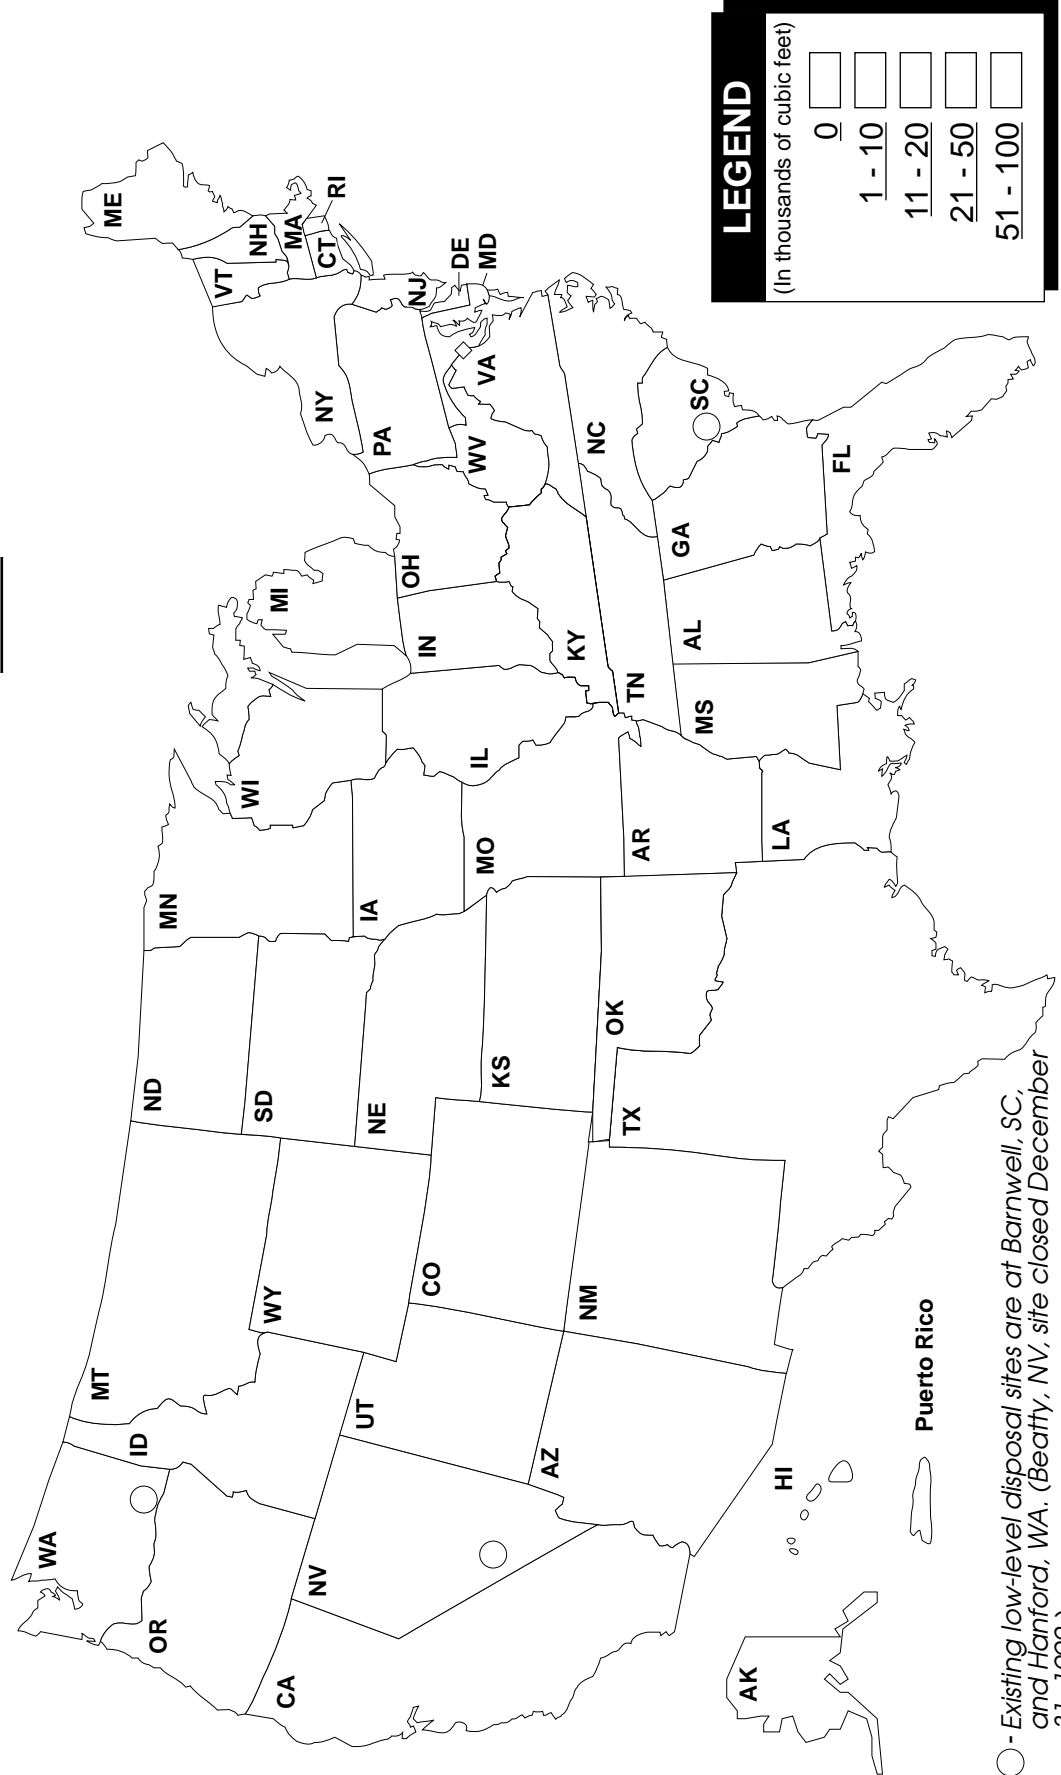 WA
OR
CA
NV
ID
MT
WY
UT
AZ
CO
NM
ND
SD
NE
KS
OK
TX
MN
IA
MO
AR
LA
WI
IL
MI
IN
OH
KY
TN
MS
AL
GA
FL
SC
NC
VA
WV
PA
NY
VT
NH
ME
MA
RI
CT
NJ
DE
MD
AK
HI
Puerto Rico
LEGEND
(In thousands of cubic feet)
0
1 - 10
11 - 20
21 - 50
51 - 100
- Existing low-level disposal sites are at Barnwell, SC,
and Hanford, WA. (Beatty, NV, site closed December